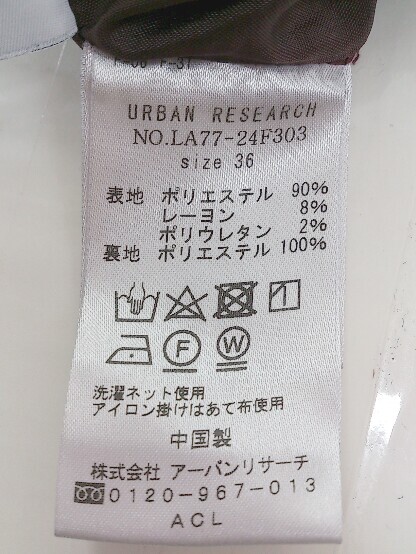 URBAN RESEARCH
NO.LA77-24F303
size 36
表地 ポリエステル 90%
レーヨン 8%
ポリウレタン 2%
裏地 ポリエステル 100%
F W
洗濯ネット使用
アイロン掛けはあて布使用
中国製
株式会社 アーバンリサーチ
0120-967-013
ACL